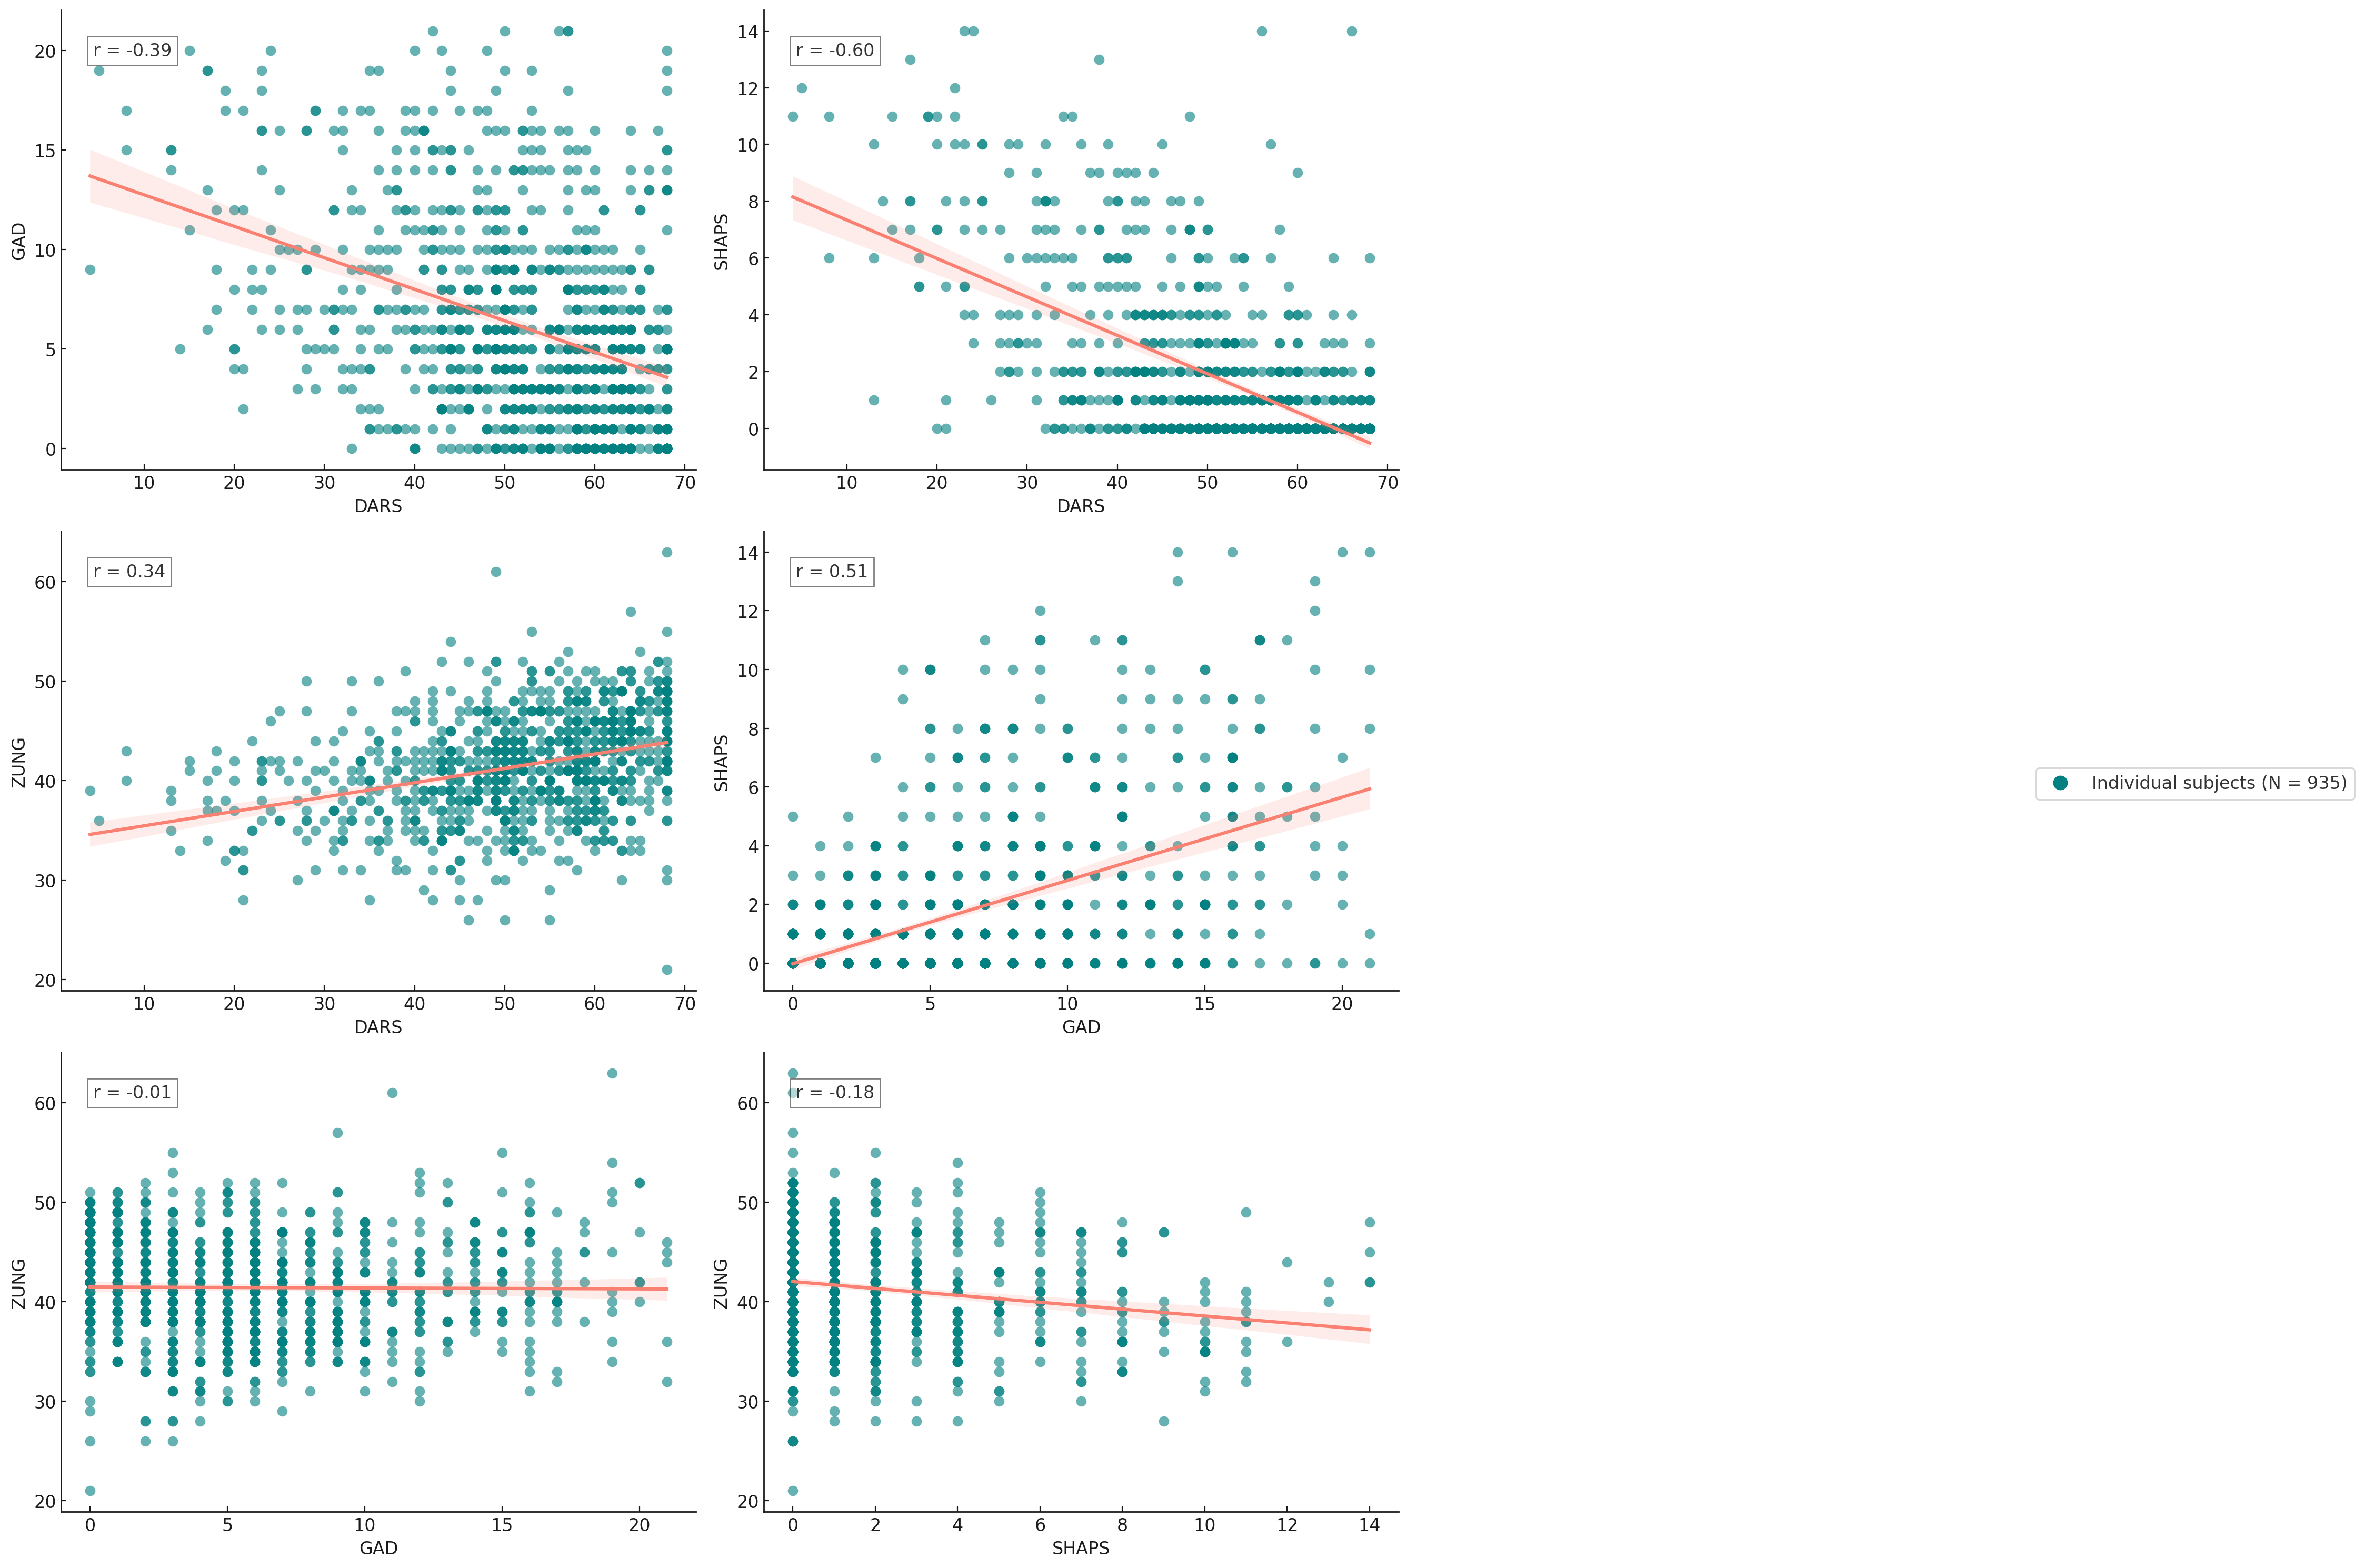 r = -0.39
GAD
20
15
10
5
0
10 20 30 40 50 60 70
DARS
r = -0.60
SHAPS
14
12
10
8
6
4
2
0
10 20 30 40 50 60 70
DARS
r = 0.34
ZUNG
60
50
40
30
20
10 20 30 40 50 60 70
DARS
r = 0.51
SHAPS
14
12
10
8
6
4
2
0
0 5 10 15 20
GAD
Individual subjects (N = 935)
r = -0.01
ZUNG
60
50
40
30
20
0 5 10 15 20
GAD
r = -0.18
ZUNG
60
50
40
30
20
0 2 4 6 8 10 12 14
SHAPS